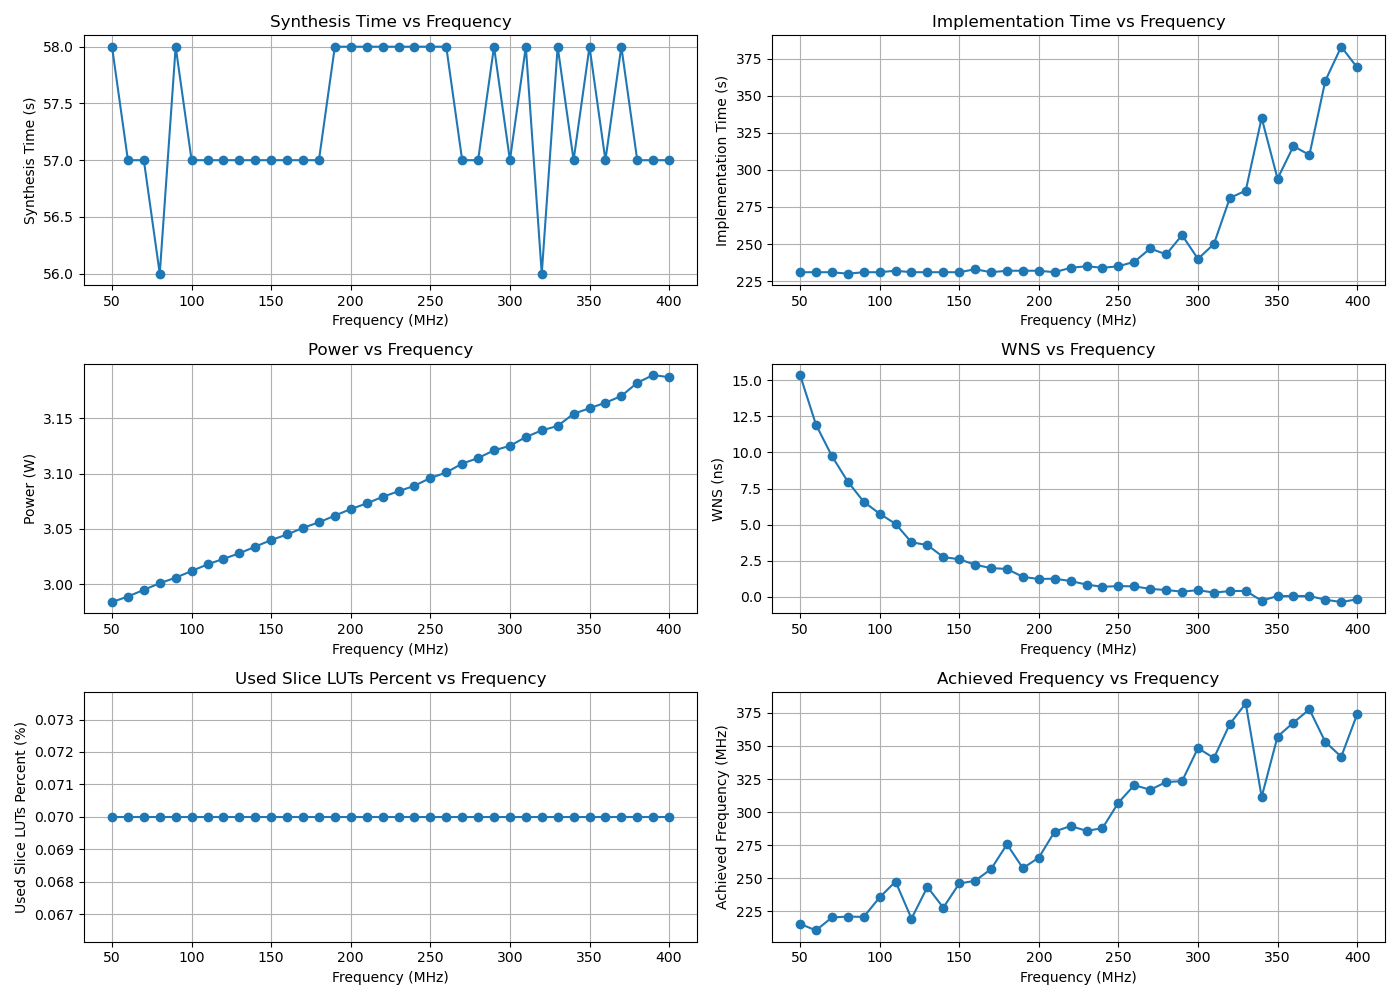 Synthesis Time vs Frequency
Synthesis Time (s)
58.0
57.5
57.0
56.5
56.0
50 100 150 200 250 300 350 400
Frequency (MHz)
Implementation Time vs Frequency
Implementation Time (s)
375
350
325
300
275
250
225
50 100 150 200 250 300 350 400
Frequency (MHz)
Power vs Frequency
Power (W)
3.15
3.10
3.05
3.00
50 100 150 200 250 300 350 400
Frequency (MHz)
WNS vs Frequency
WNS (ns)
15.0
12.5
10.0
7.5
5.0
2.5
0.0
50 100 150 200 250 300 350 400
Frequency (MHz)
Used Slice LUTs Percent vs Frequency
Used Slice LUTs Percent (%)
0.073
0.072
0.071
0.070
0.069
0.068
0.067
50 100 150 200 250 300 350 400
Frequency (MHz)
Achieved Frequency vs Frequency
Achieved Frequency (MHz)
375
350
325
300
275
250
225
50 100 150 200 250 300 350 400
Frequency (MHz)